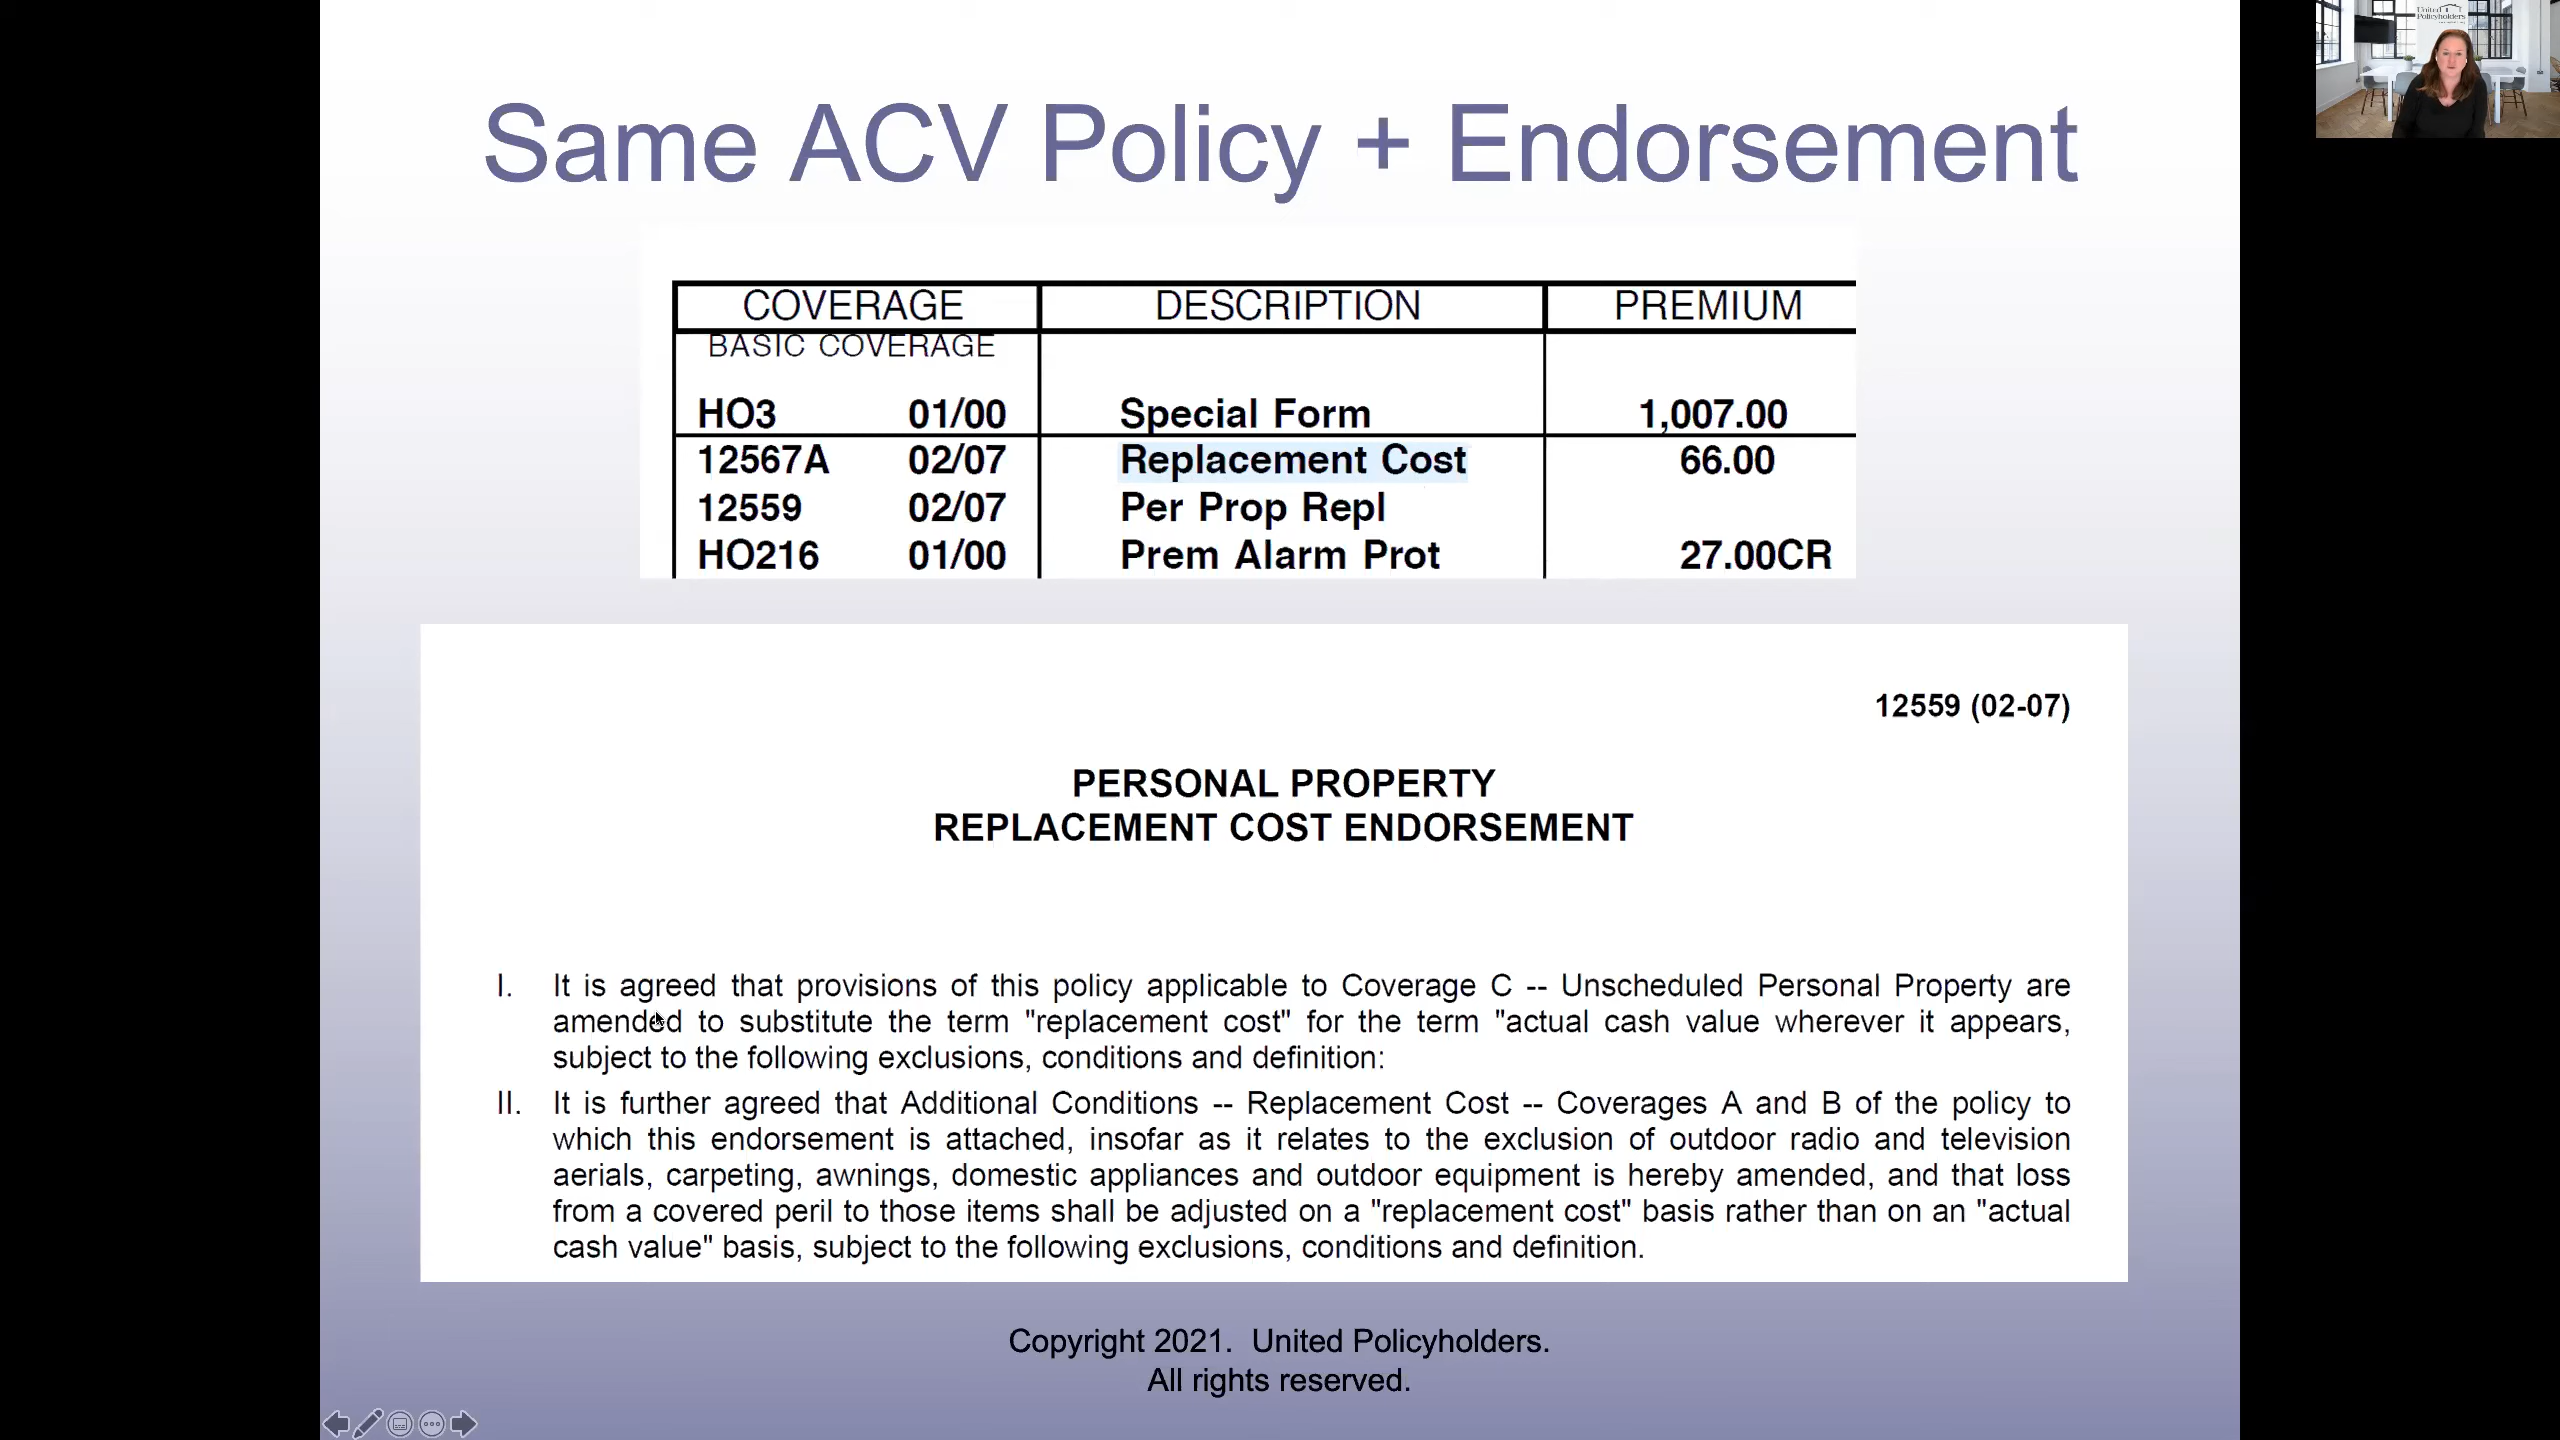 United
Policyholders
Same ACV Policy + Endorsement
COVERAGE DESCRIPTION PREMIUM
BASIC COVERAGE
HO3 01/00 Special Form 1,007.00
12567A 02/07 Replacement Cost 66.00
12559 02/07 Per Prop Repl
HO216 01/00 Prem Alarm Prot 27.00CR
12559 (02-07)
PERSONAL PROPERTY
REPLACEMENT COST ENDORSEMENT
I. It is agreed that provisions of this policy applicable to Coverage C -- Unscheduled Personal Property are
amended to substitute the term "replacement cost" for the term "actual cash value wherever it appears,
subject to the following exclusions, conditions and definition:
II. It is further agreed that Additional Conditions -- Replacement Cost -- Coverages A and B of the policy to
which this endorsement is attached, insofar as it relates to the exclusion of outdoor radio and television
aerials, carpeting, awnings, domestic appliances and outdoor equipment is hereby amended, and that loss
from a covered peril to those items shall be adjusted on a "replacement cost" basis rather than on an "actual
cash value" basis, subject to the following exclusions, conditions and definition.
Copyright 2021. United Policyholders.
All rights reserved.